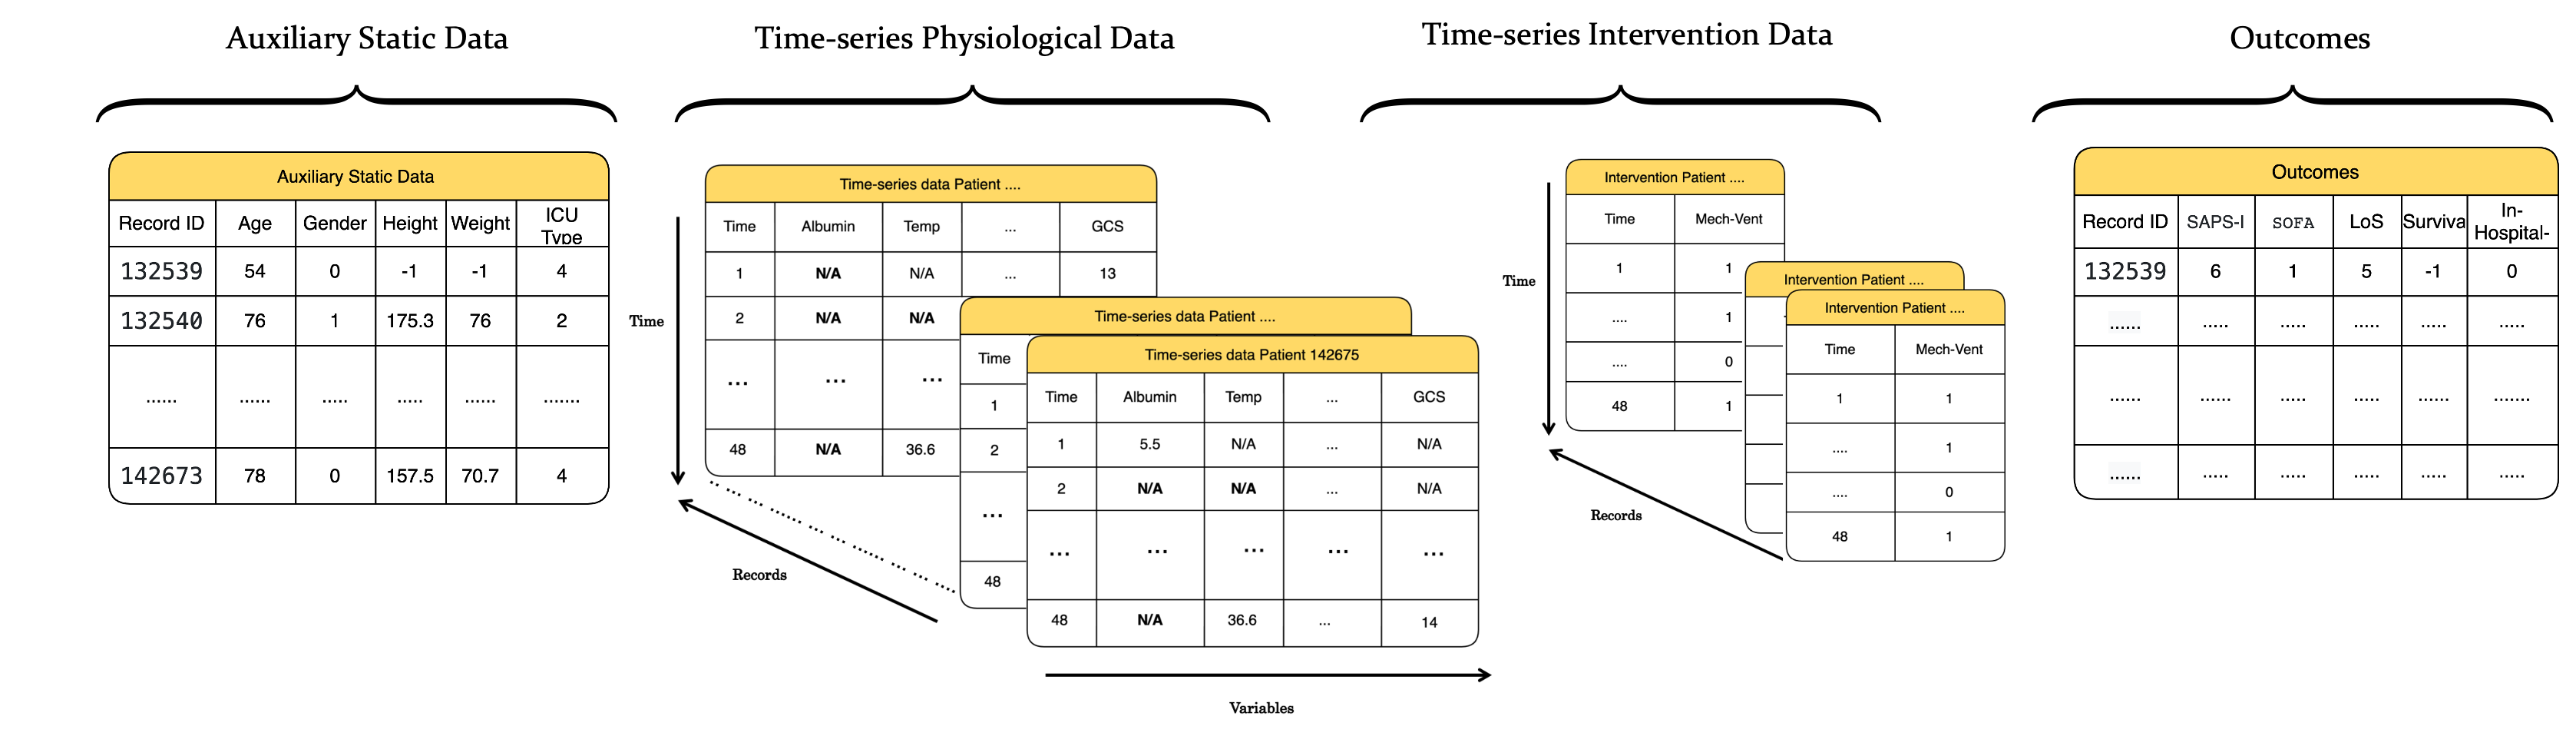 Auxiliary Static Data
Time-series Physiological Data
Time-series Intervention Data
Outcomes
Auxiliary Static Data
Record ID Age Gender Height Weight ICU Type
132539 54 0 -1 -1 4
132540 76 1 175.3 76 2
...... ...... ..... ..... ...... .......
142673 78 0 157.5 70.7 4
Time
Records
Time-series data Patient ....
Time Albumin Temp ... GCS
1 N/A N/A ... 13
2 N/A N/A
... ... ...
48 N/A 36.6
Time-series data Patient ....
Time
1
2
...
48
Time-series data Patient 142675
Time Albumin Temp ... GCS
1 5.5 N/A ... N/A
2 N/A N/A ... N/A
... ... ... ... ...
48 N/A 36.6 ... 14
Variables
Time
Records
Intervention Patient ....
Time Mech-Vent
1 1
.... 1
.... 0
48 1
Intervention Patient ....
Intervention Patient ....
Time Mech-Vent
1 1
.... 1
.... 0
48 1
Outcomes
Record ID SAPS-I SOFA LoS Surviva In-Hospital-
132539 6 1 5 -1 0
...... ..... ..... ..... ..... .....
...... ...... ..... ..... ...... .......
...... ..... ..... ..... ..... .....